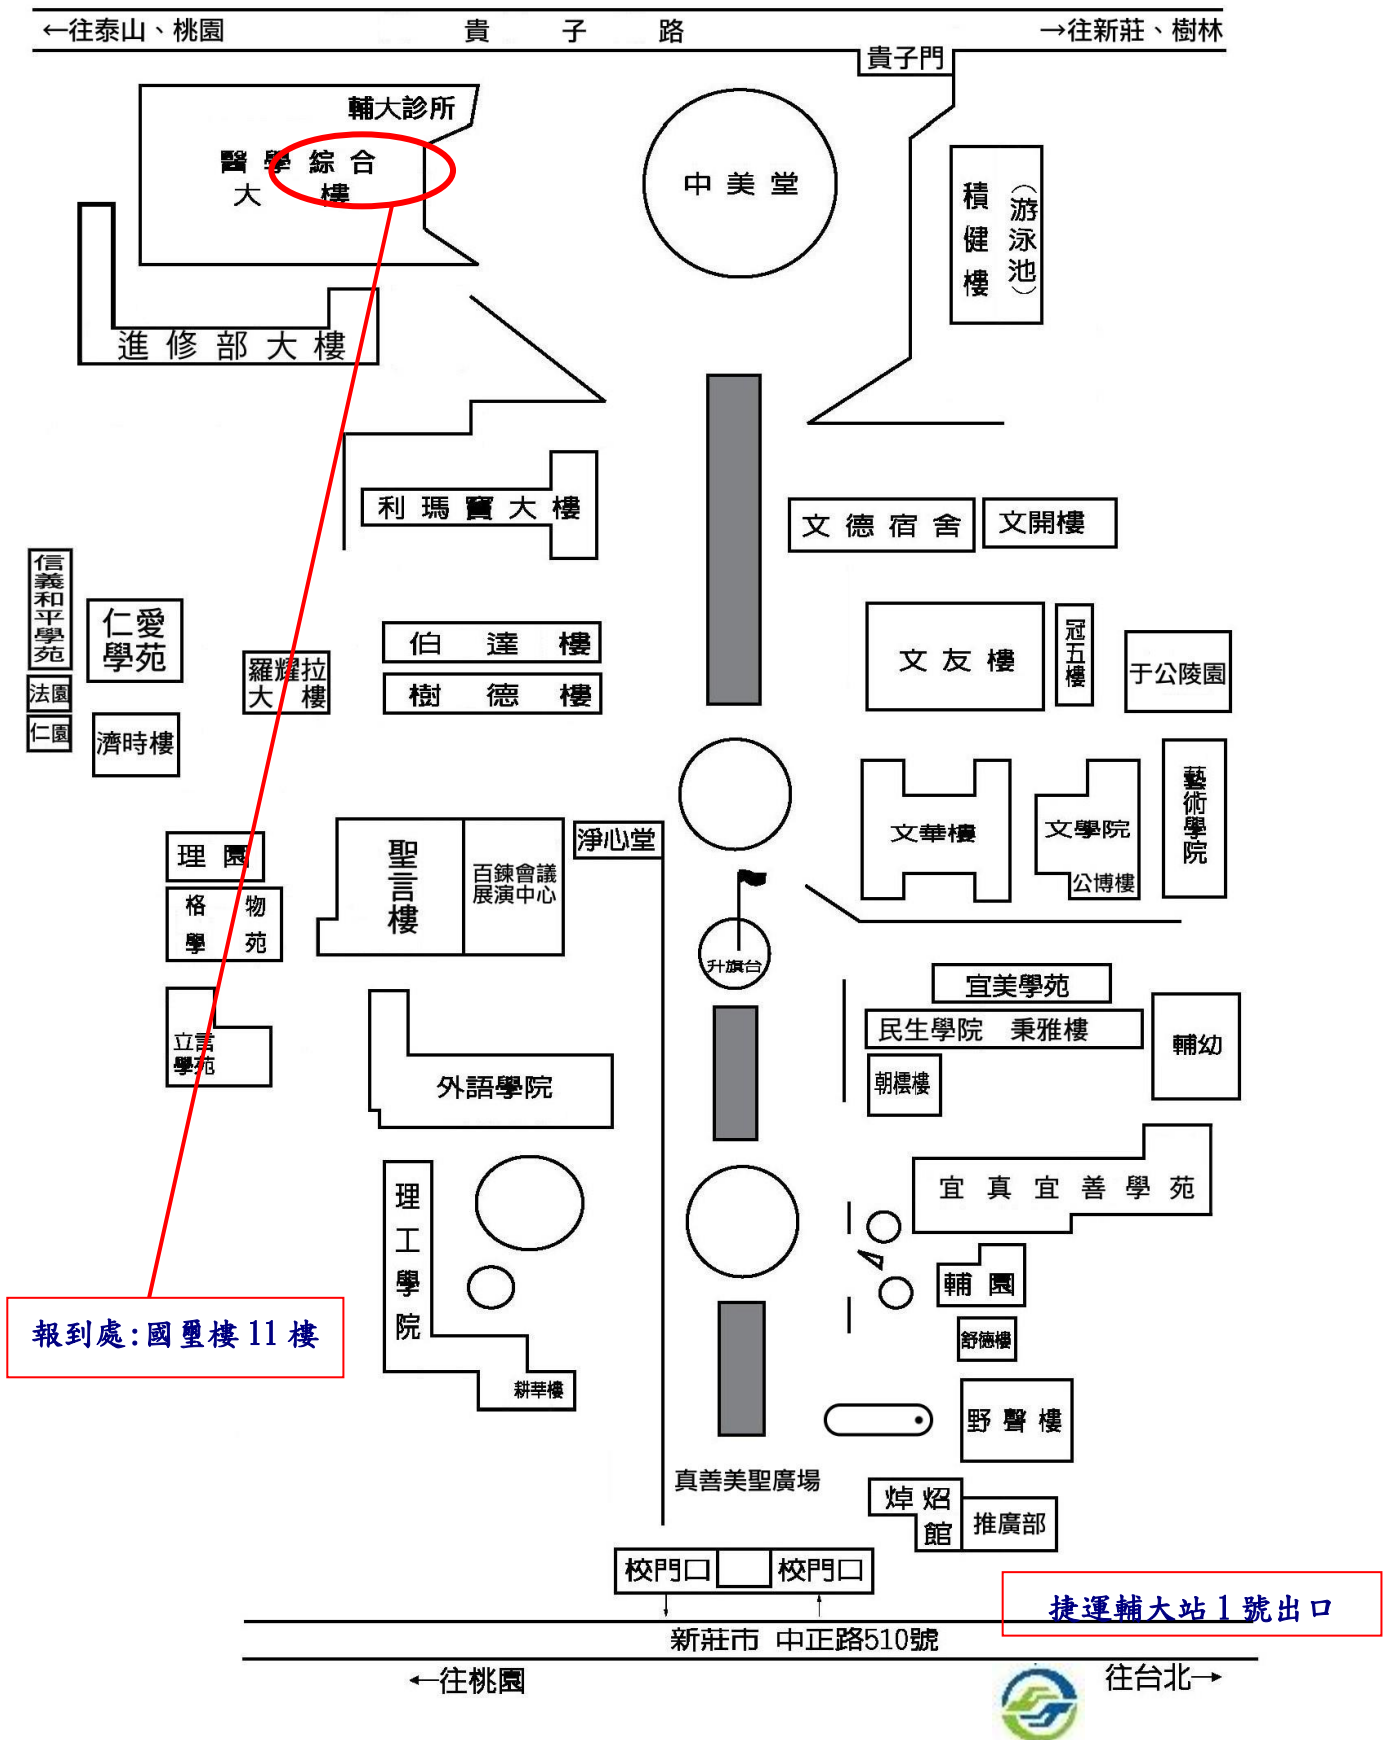 ←往泰山、桃園
貴子路
→往新莊、樹林
貴子門
輔大診所
醫學綜合
大樓
中美堂
積健樓
（游泳池）
進修部大樓
利瑪竇大樓
文德宿舍
文開樓
信義和平學苑
仁愛
學苑
法園
仁園
濟時樓
羅耀拉
大樓
伯達樓
樹德樓
文友樓
冠五樓
于公陵園
理園
格物
學苑
聖言樓
百鍊會議
展演中心
淨心堂
文華樓
文學院
公博樓
藝術學院
升旗台
立言
學苑
外語學院
宜美學苑
民生學院 秉雅樓
朝橒樓
輔幼
理工學院
耕莘樓
宜真宜善學苑
輔園
舒德樓
報到處:國璽樓 11 樓
野聲樓
真善美聖廣場
焯炤
館
推廣部
校門口
校門口
捷運輔大站 1 號出口
新莊市 中正路510號
←往桃園
往台北→